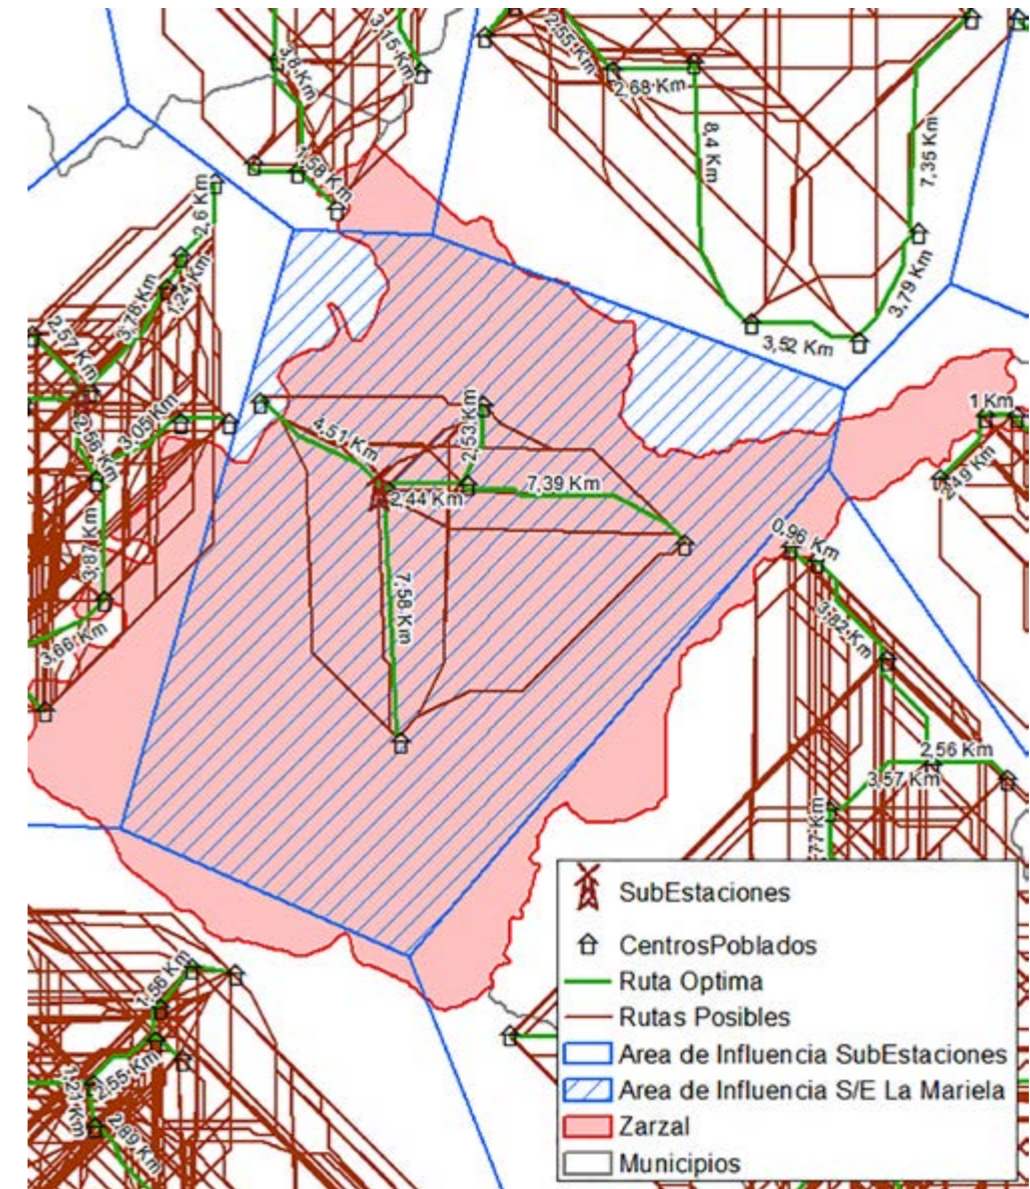 3,8 Km
3,15 Km
2,55 Km
2,68 Km
8,4 Km
7,35 Km
1,58 Km
2,6 Km
3,76 Km
1,24 Km
3,79 Km
3,52 Km
2,57 Km
3,05 Km
2,56 Km
1 Km
4,51 Km
2,53 Km
2,44 Km
7,39 Km
3,87 Km
0,96 Km
7,58 Km
3,82 Km
3,66 Km
2,56 Km
3,57 Km
SubEstaciones
CentrosPoblados
Ruta Optima
Rutas Posibles
Area de Influencia SubEstaciones
Area de Influencia S/E La Mariela
Zarzal
Municipios
1,56 Km
2,55 Km
1,21 Km
2,89 Km